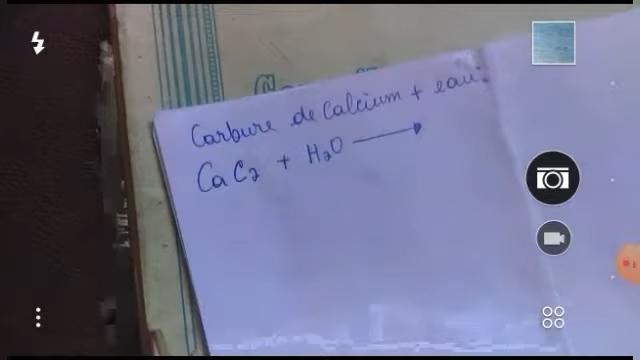 Carbure de calcium + eau:
CaC₂ + H₂O ⟶